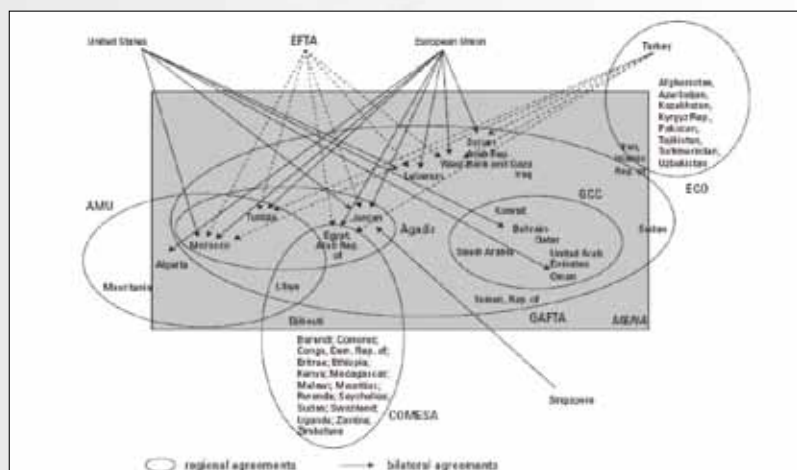 United States
EFTA
European Union
Turkey
Afghanistan,
Azerbaijan,
Kazakhstan,
Kyrgyz Rep.,
Pakistan,
Tajikistan,
Turkmenistan,
Uzbekistan
ECO
Iran,
Islamic
Rep. of
Syrian
Arab Rep.
West Bank and Gaza
Iraq
Lebanon
GCC
AMU
Tunisia
Jordan
Agadir
Kuwait
Bahrain
Qatar
Sudan
Morocco
Egypt,
Arab Rep.
of
Saudi Arabia
United Arab
Emirates
Oman
Algeria
Mauritania
Libya
Yemen, Rep. of
Djibouti
GAFTA
MENA
Burundi; Comoros;
Congo, Dem. Rep. of;
Eritrea; Ethiopia;
Kenya; Madagascar;
Malawi; Mauritius;
Rwanda; Seychelles;
Sudan; Swaziland;
Uganda; Zambia;
Zimbabwe
COMESA
Singapore
regional agreements
bilateral agreements